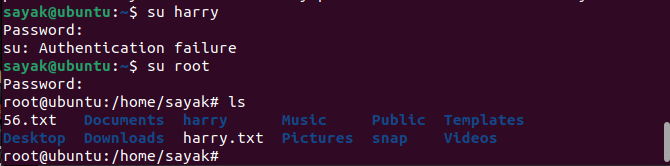 sayak@ubuntu:~$ su harry
Password:
su: Authentication failure
sayak@ubuntu:~$ su root
Password:
root@ubuntu:/home/sayak# ls
56.txt Documents harry Music Public Templates
Desktop Downloads harry.txt Pictures snap Videos
root@ubuntu:/home/sayak#